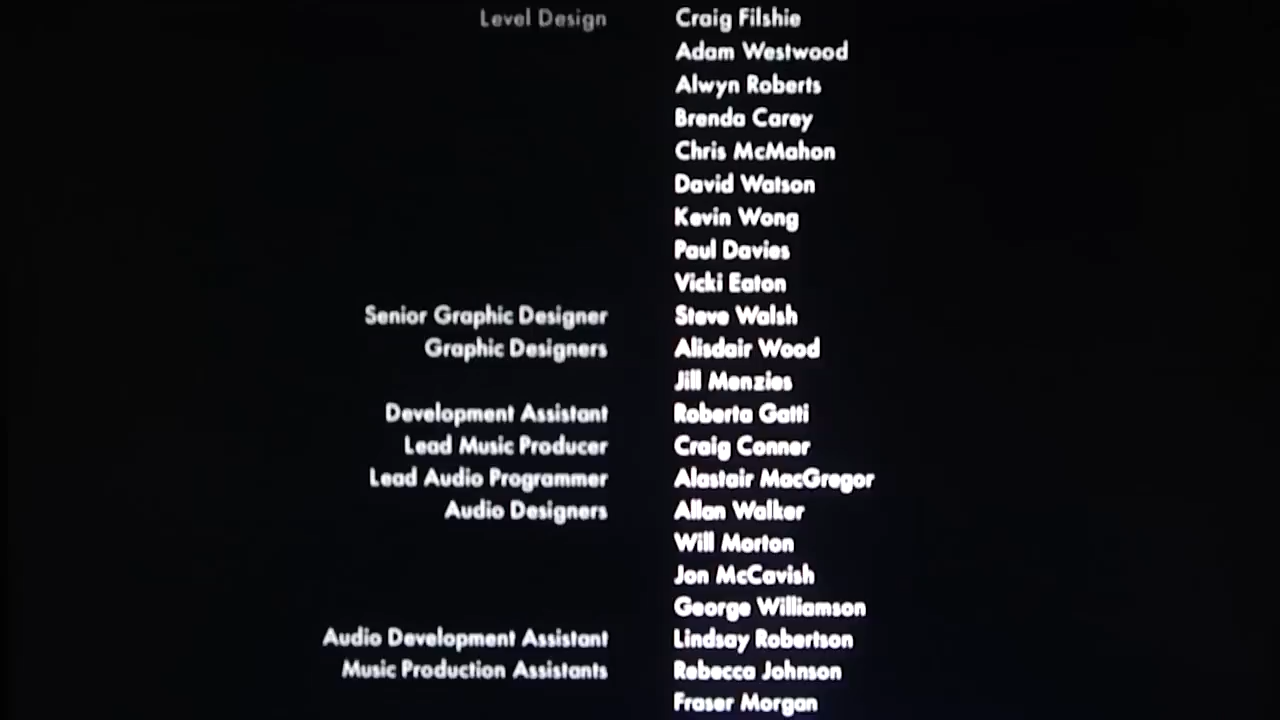 Level Design Craig Filshie
Adam Westwood
Alwyn Roberts
Brenda Carey
Chris McMahon
David Watson
Kevin Wong
Paul Davies
Vicki Eaton
Senior Graphic Designer Steve Walsh
Graphic Designers Alisdair Wood
Jill Menzies
Development Assistant Roberta Gatti
Lead Music Producer Craig Conner
Lead Audio Programmer Alastair MacGregor
Audio Designers Allan Walker
Will Morton
Jon McCavish
George Williamson
Audio Development Assistant Lindsay Robertson
Music Production Assistants Rebecca Johnson
Fraser Morgan